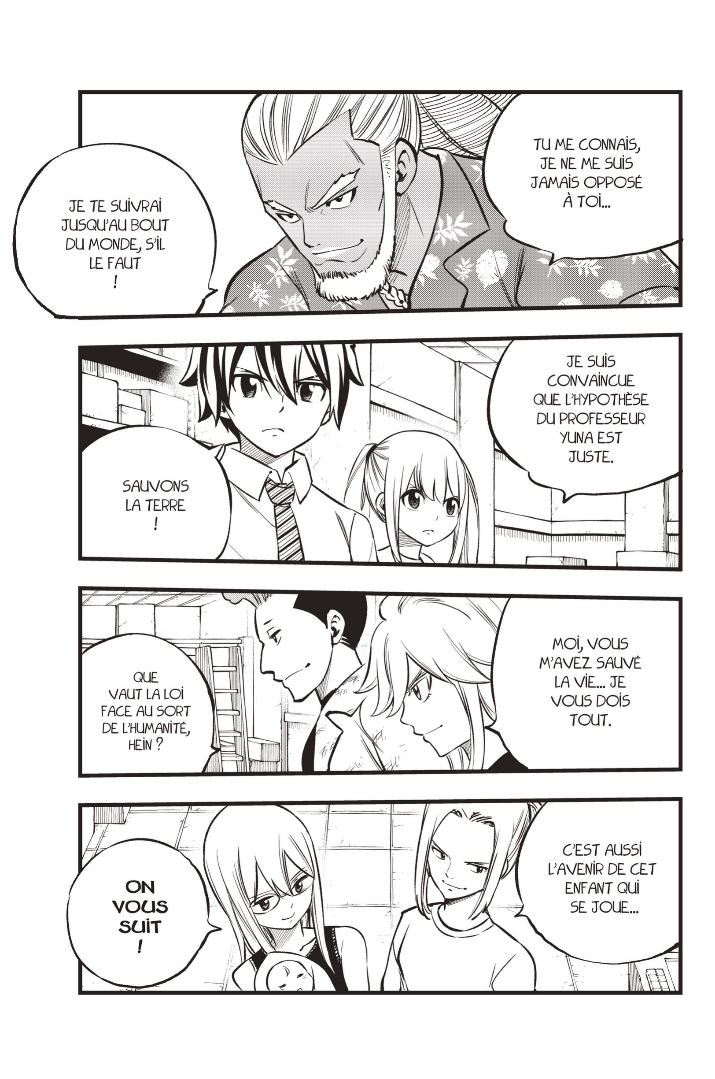 TU ME CONNAIS,
JE NE ME SUIS
JAMAIS OPPOSÉ
À TOI...
JE TE SUIVRAI
JUSQU'AU BOUT
DU MONDE, S'IL
LE FAUT
!
JE SUIS
CONVAINCUE
QUE L'HYPOTHÈSE
DU PROFESSEUR
YUNA EST
JUSTE.
SAUVONS
LA TERRE
!
MOI, VOUS
M'AVEZ SAUVÉ
LA VIE... JE
VOUS DOIS
TOUT.
QUE
VAUT LA LOI
FACE AU SORT
DE L'HUMANITÉ,
HEIN ?
C'EST AUSSI
L'AVENIR DE CET
ENFANT QUI
SE JOUE...
ON
VOUS
SUIT
!